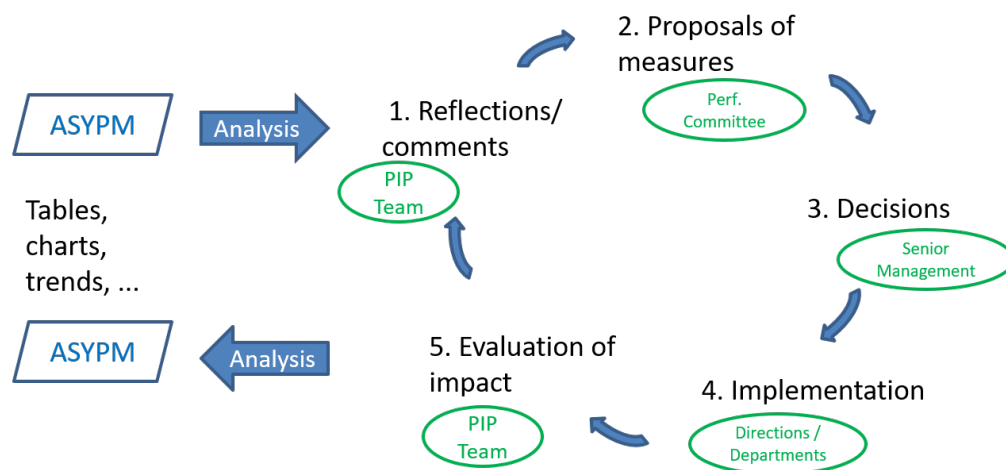 ASYPM
Analysis
1. Reflections/
comments
PIP
Team
2. Proposals of
measures
Perf.
Committee
3. Decisions
Senior
Management
4. Implementation
Directions /
Departments
5. Evaluation of
impact
PIP
Team
Analysis
ASYPM
Tables,
charts,
trends, ...